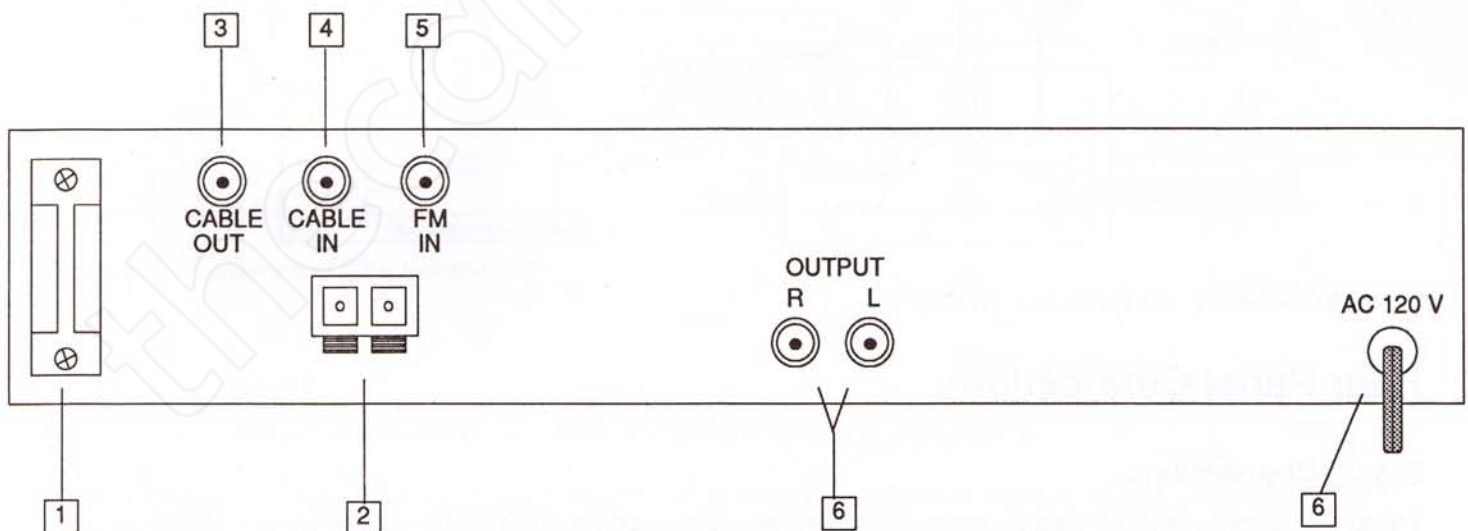 3 4 5
CABLE OUT
CABLE IN
FM IN
OUTPUT
R L
AC 120 V
1 2 6 6